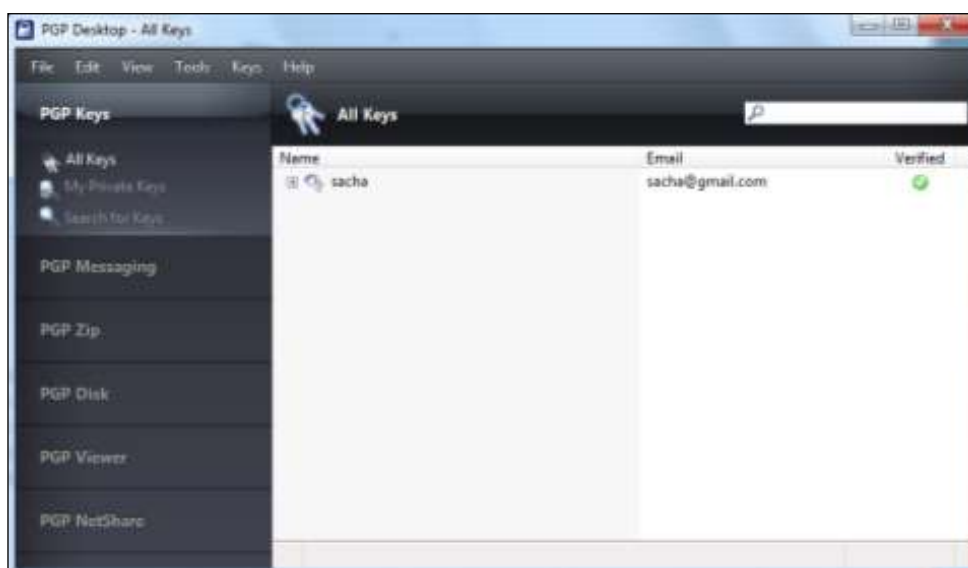 PGP Desktop - All Keys
File Edit View Tools Keys Help
PGP Keys
All Keys
My Private Keys
Search for Keys
PGP Messaging
PGP Zip
PGP Disk
PGP Viewer
PGP NetShare
All Keys
Name Email Verified
sacha sacha@gmail.com